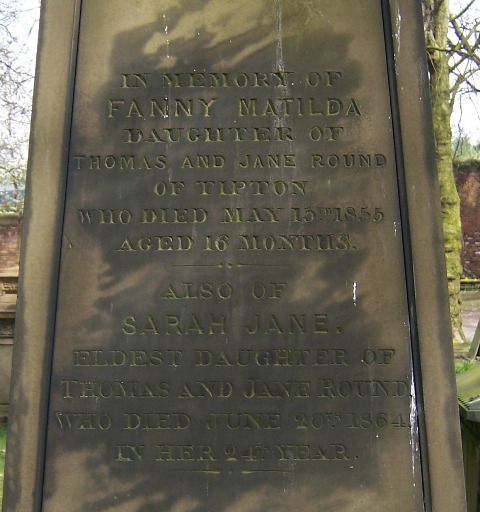 IN MEMORY OF
FANNY MATILDA
DAUGHTER OF
THOMAS AND JANE ROUND
OF TIPTON
WHO DIED MAY 15TH 1855
AGED 16 MONTHS.
ALSO OF
SARAH JANE,
ELDEST DAUGHTER OF
THOMAS AND JANE ROUND,
WHO DIED JUNE 20TH 1864,
IN HER 24TH YEAR.